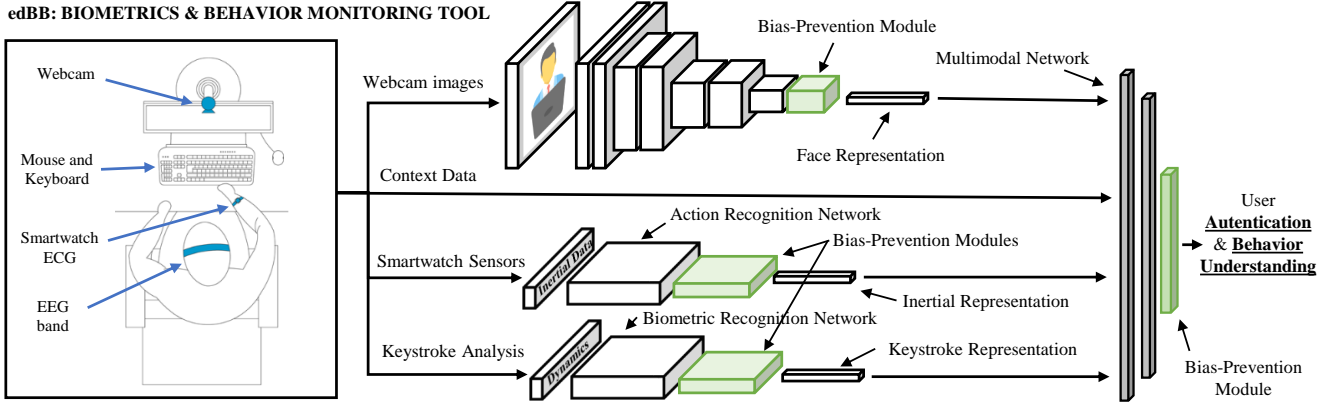 edBB: BIOMETRICS & BEHAVIOR MONITORING TOOL
Webcam
Mouse and
Keyboard
Smartwatch
ECG
EEG
band
Webcam images
Context Data
Smartwatch Sensors
Keystroke Analysis
Bias-Prevention Module
Face Representation
Action Recognition Network
Inertial Data
Bias-Prevention Modules
Inertial Representation
Biometric Recognition Network
Dynamics
Keystroke Representation
Multimodal Network
User
Autentication
& Behavior
Understanding
Bias-Prevention
Module